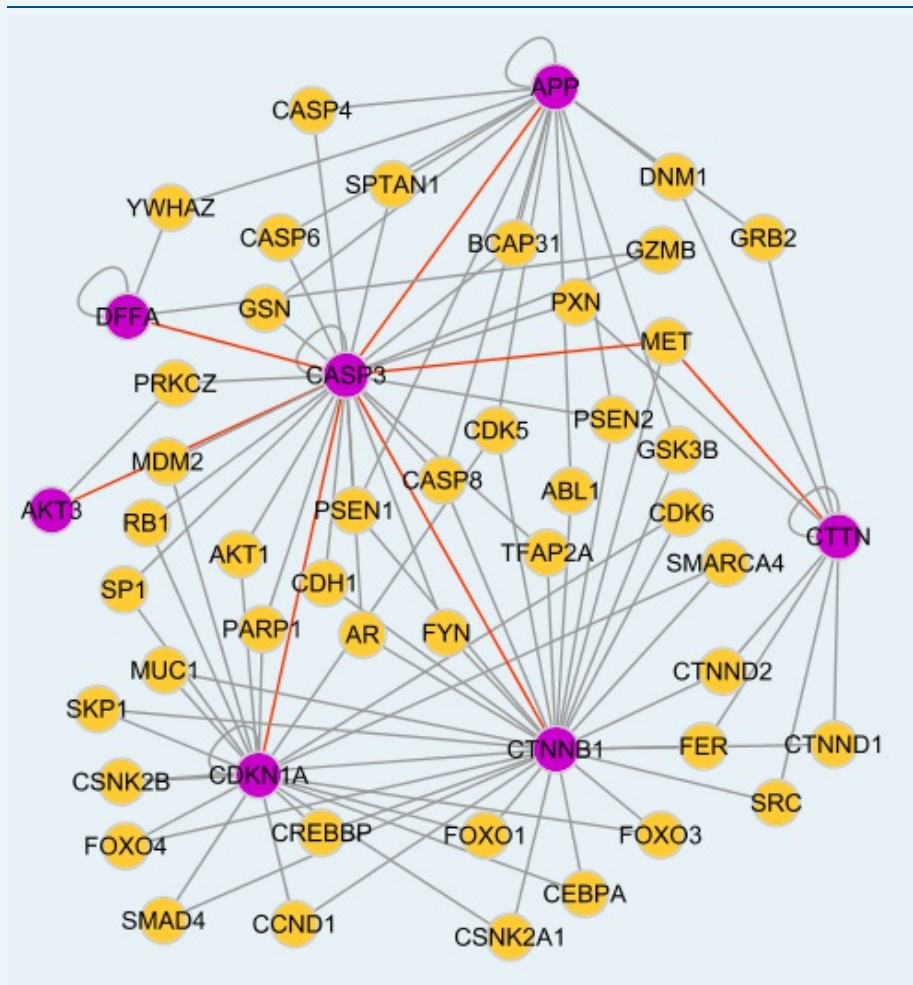 APP
CASP4
DNM1
SPTAN1
YWHAZ
CASP6
BCAP31
GZMB
GRB2
GSN
PXN
DFFA
MET
CASP3
PRKCZ
PSEN2
CDK5
GSK3B
MDM2
CASP8
ABL1
AKT3
PSEN1
CDK6
RB1
CTTN
AKT1
TFAP2A
SMARCA4
CDH1
SP1
PARP1
AR
FYN
MUC1
CTNND2
SKP1
CTNNB1
FER
CTNND1
CDKN1A
CSNK2B
SRC
CREBBP
FOXO1
FOXO3
FOXO4
CEBPA
SMAD4
CCND1
CSNK2A1